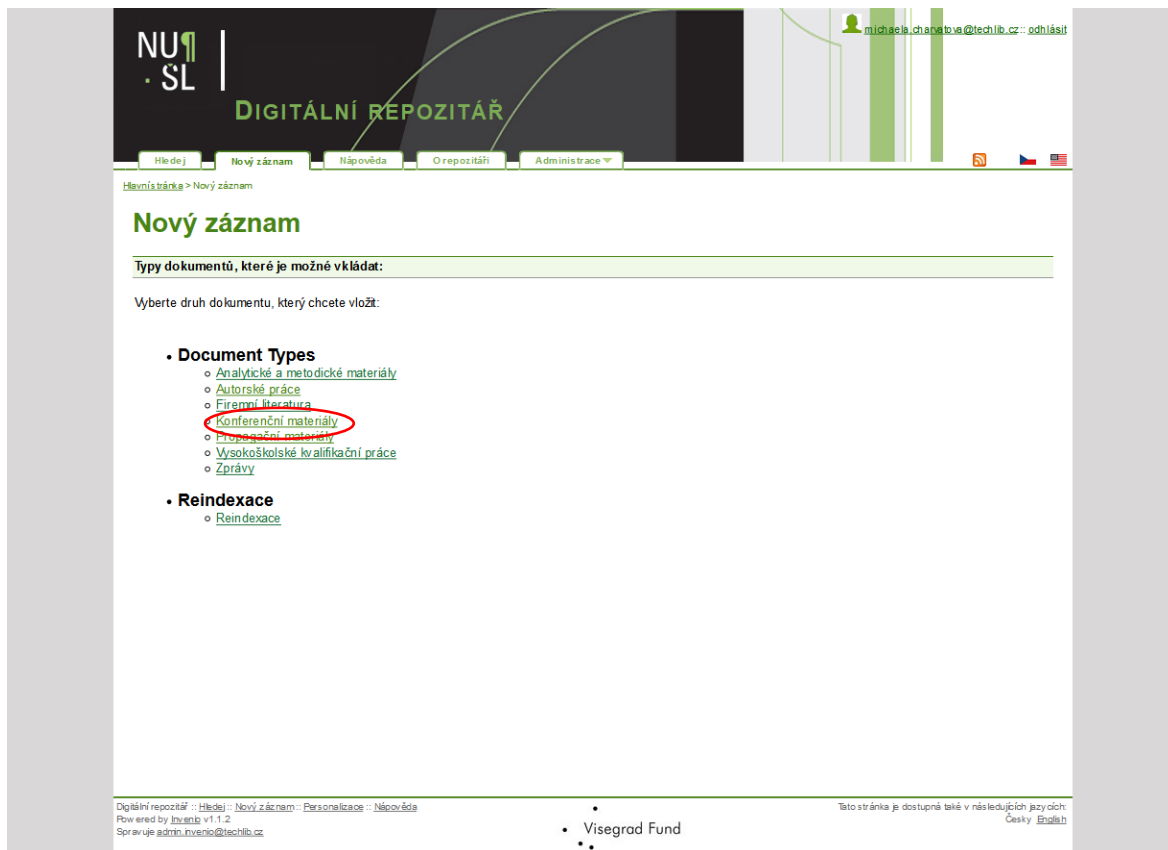 NU¶
· ŠL
DIGITÁLNÍ REPOZITÁŘ
michaela.charvatova@techlib.cz :: odhlásit
Hledej Nový záznam Nápověda O repozitáři Administrace
Hlavní stránka > Nový záznam
Nový záznam
Typy dokumentů, které je možné vkládat:
Vyberte druh dokumentu, který chcete vložit:
• Document Types
Analytické a metodické materiály
Autorské práce
Firemní literatura
Konferenční materiály
Propagační materiály
Vysokoškolské kvalifikační práce
Zprávy
• Reindexace
Reindexace
Digitální repozitář :: Hledej :: Nový záznam :: Personalizace :: Nápověda
Powered by Invenio v1.1.2
Spravuje admin.invenio@techlib.cz
• Visegrad Fund
Tato stránka je dostupná také v následujících jazycích:
Česky English